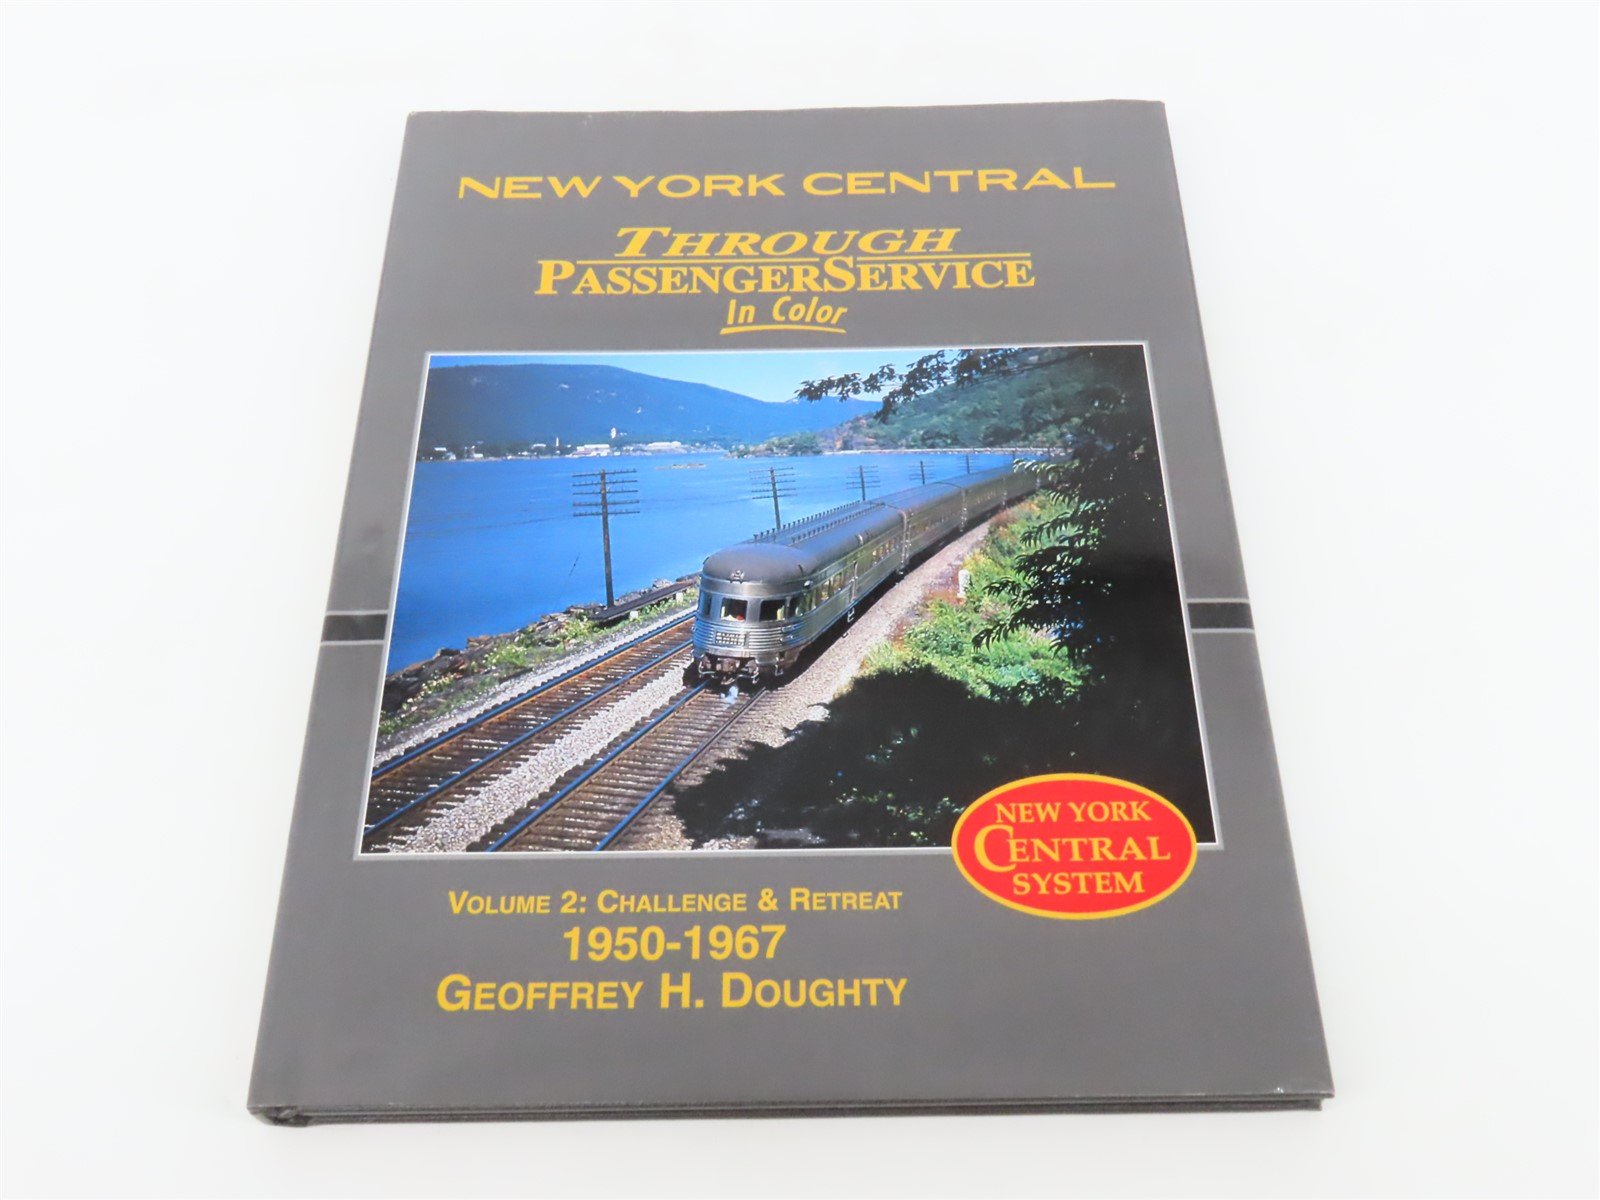 NEW YORK CENTRAL
THROUGH
PASSENGERSERVICE
In Color
NEW YORK
CENTRAL
SYSTEM
VOLUME 2: CHALLENGE & RETREAT
1950-1967
GEOFFREY H. DOUGHTY